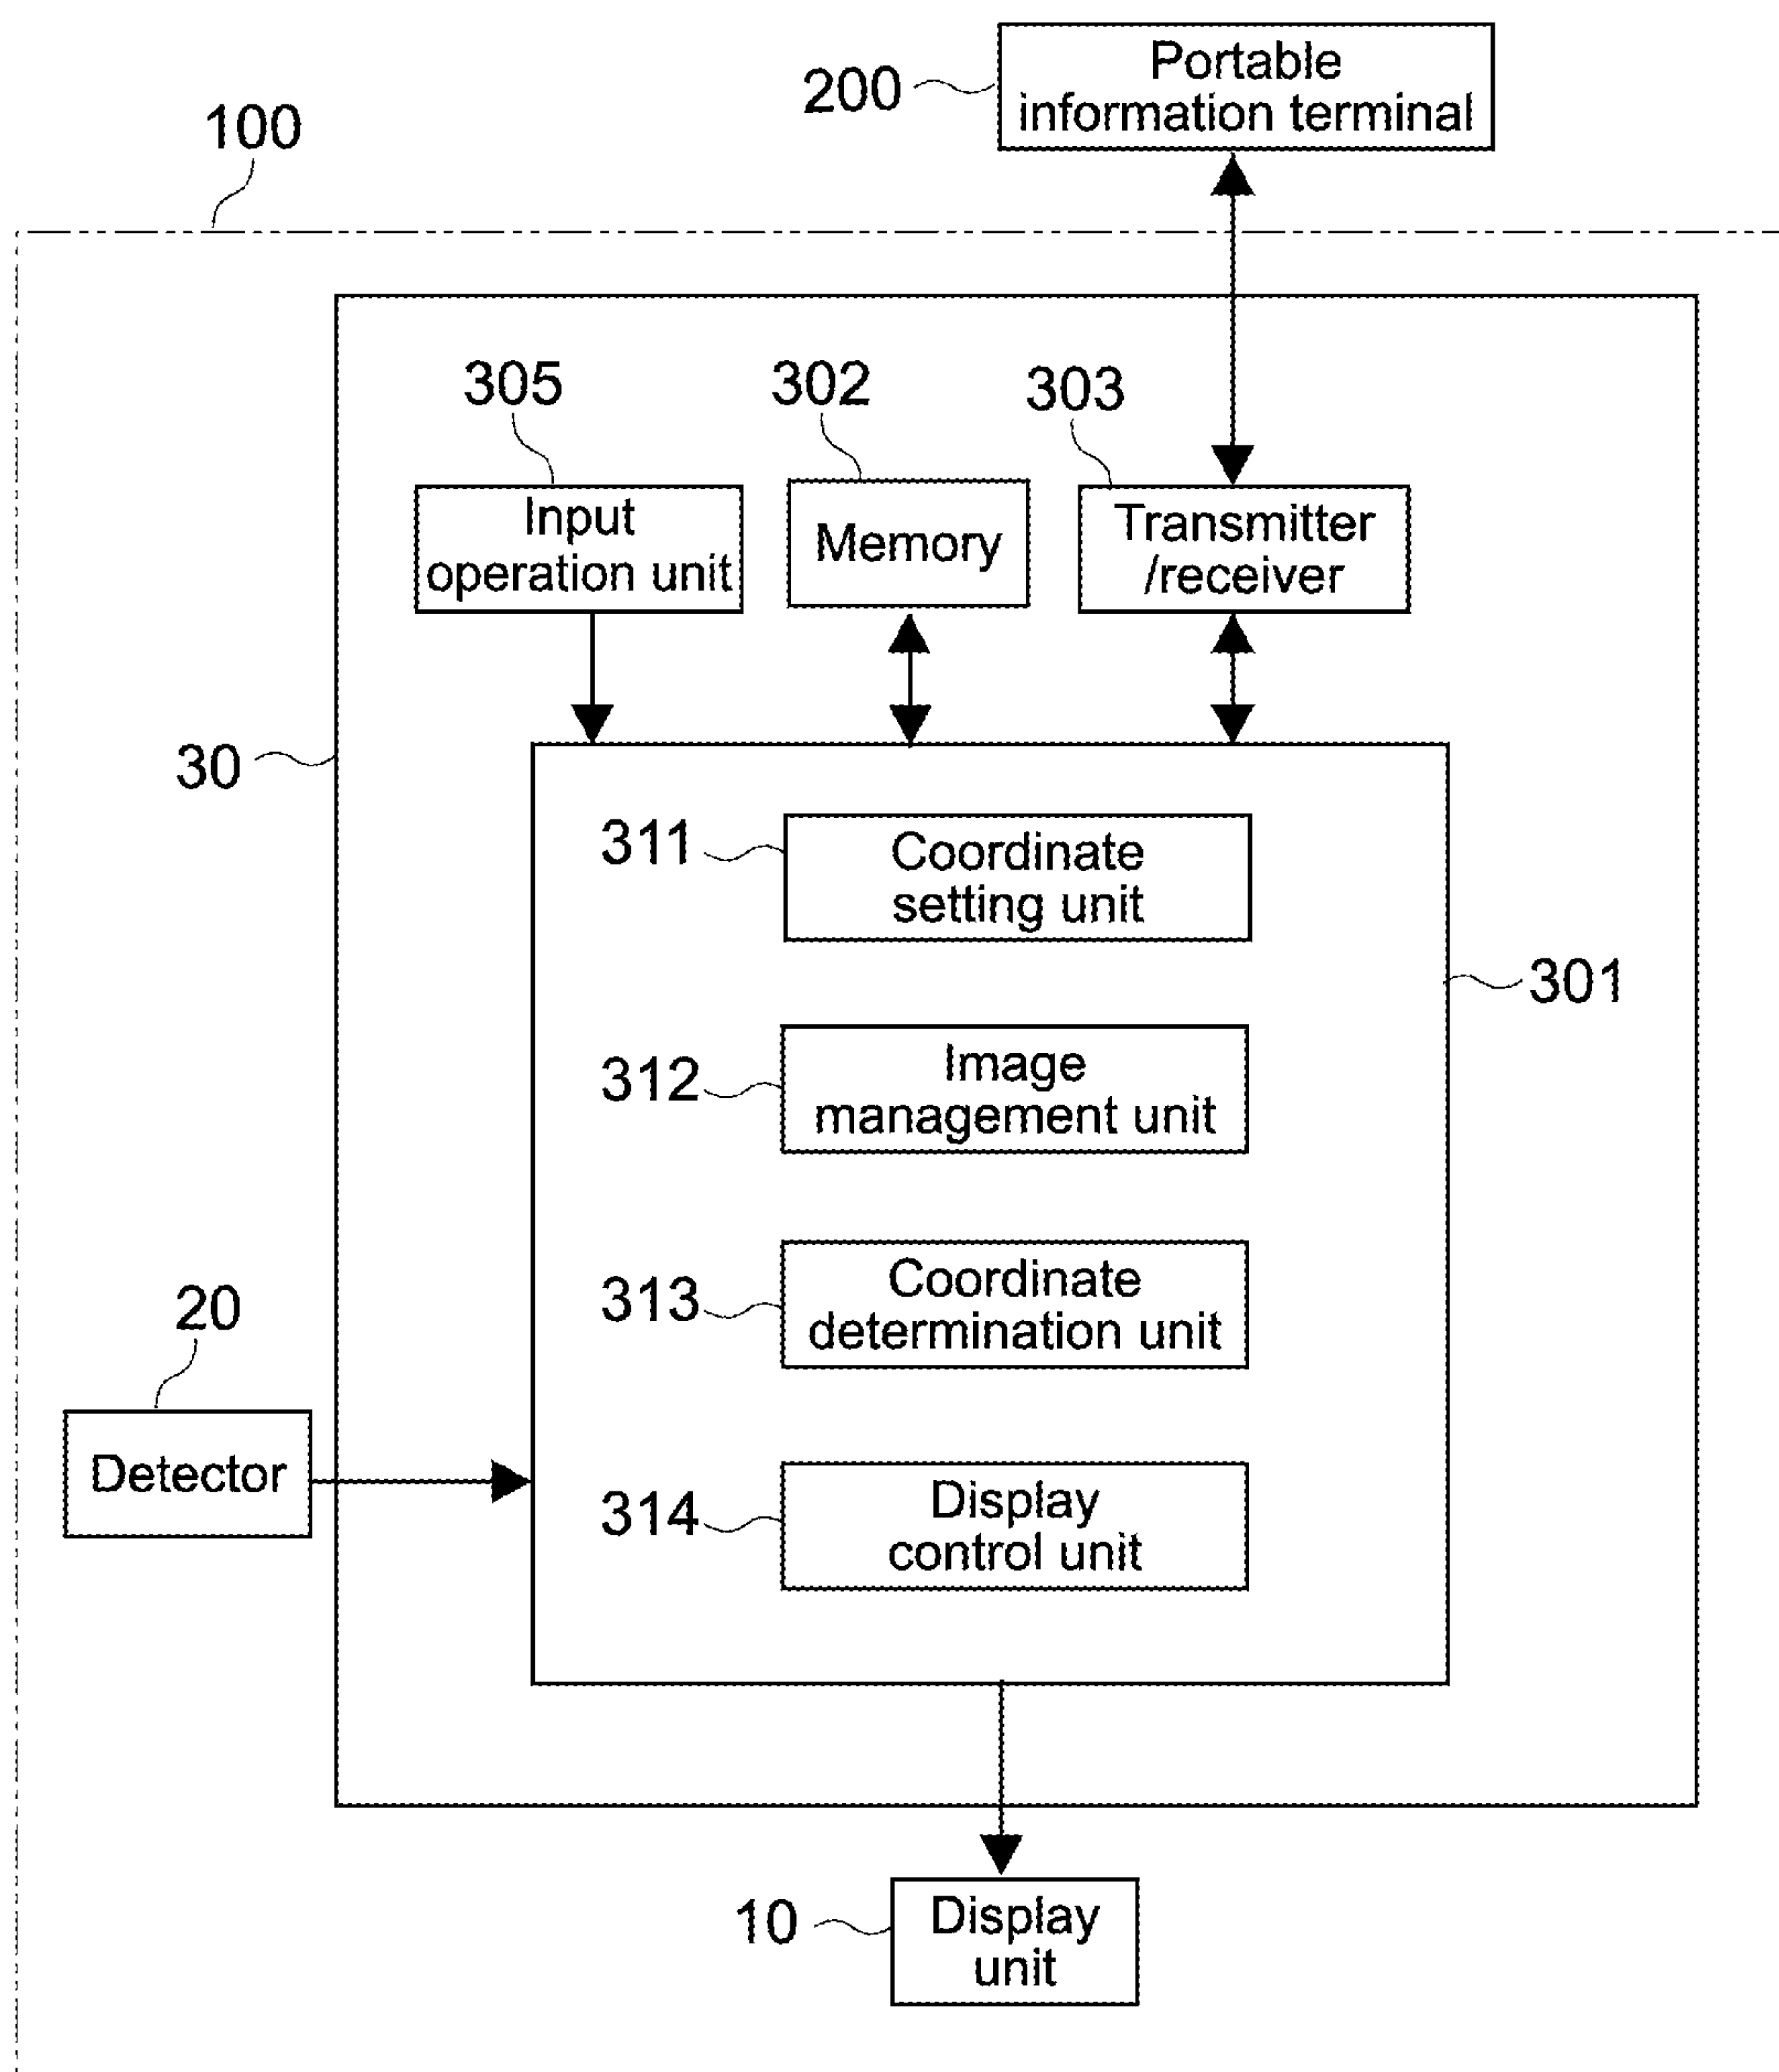 Portable
information terminal
200
100
305
302
303
Input
operation unit
Memory
Transmitter
/receiver
30
311
Coordinate
setting unit
301
312
Image
management unit
313
Coordinate
determination unit
20
Detector
314
Display
control unit
10
Display
unit